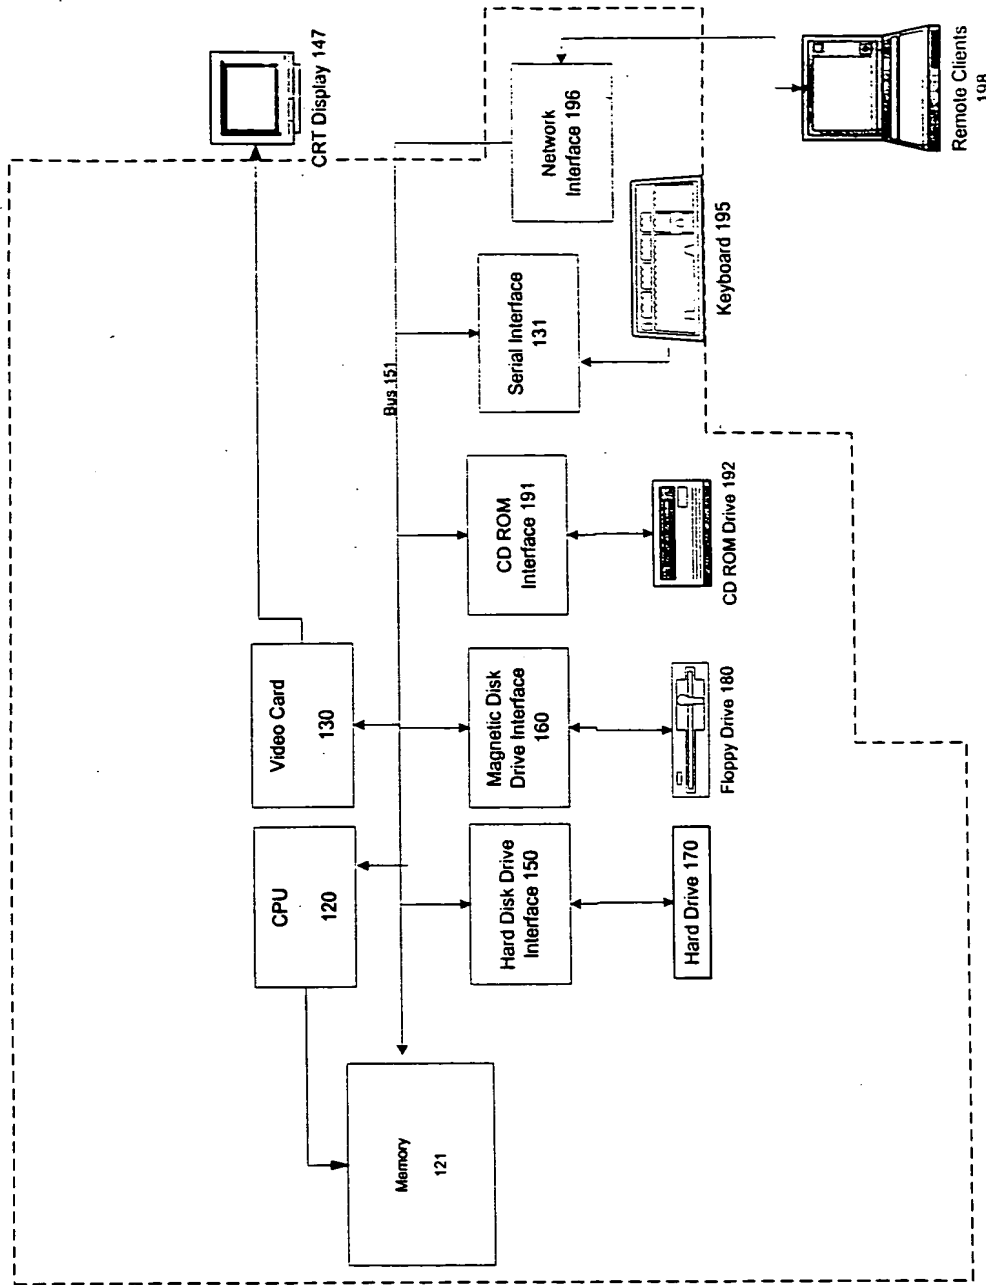 Memory
121
CPU
120
Video Card
130
CRT Display 147
Bus 151
Hard Disk Drive
Interface 150
Magnetic Disk
Drive Interface
160
CD ROM
Interface 191
Serial Interface
131
Network
Interface 196
Hard Drive 170
Floppy Drive 180
CD ROM Drive 192
Keyboard 195
Remote Clients
198